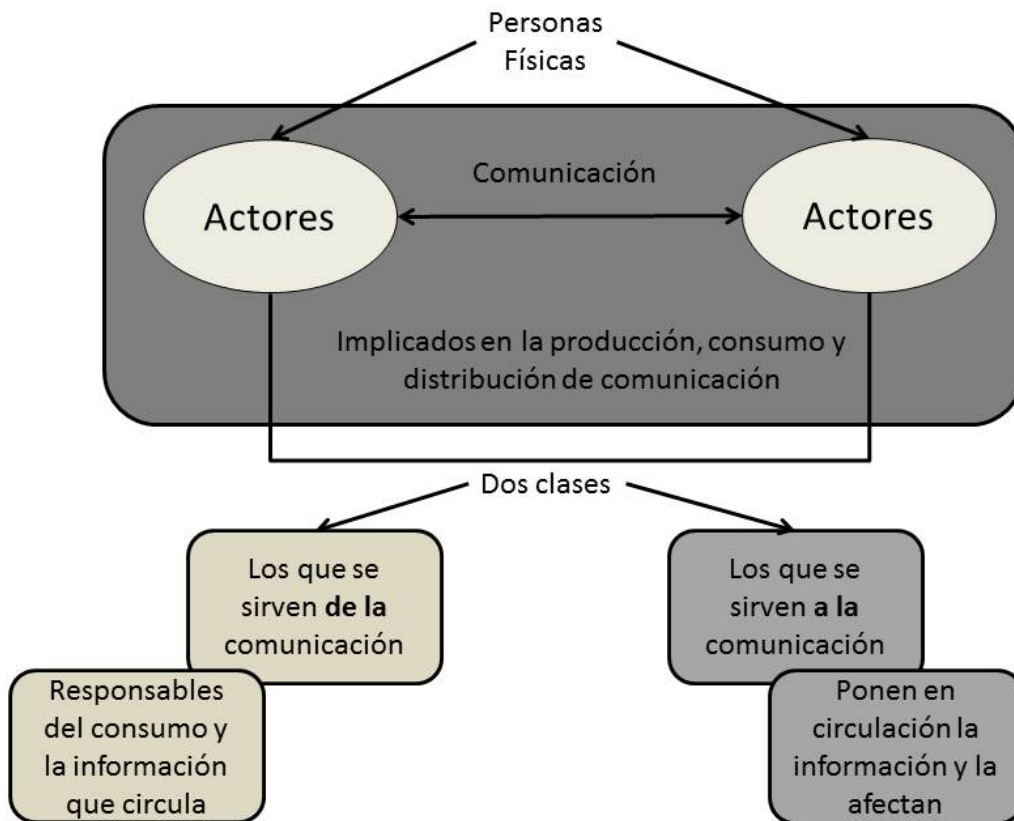 Personas
Físicas
Comunicación
Actores
Actores
Implicados en la producción, consumo y
distribución de comunicación
Dos clases
Los que se
sirven de la
comunicación
Los que se
sirven a la
comunicación
Responsables
del consumo y
la información
que circula
Ponen en
circulación la
información y la
afectan